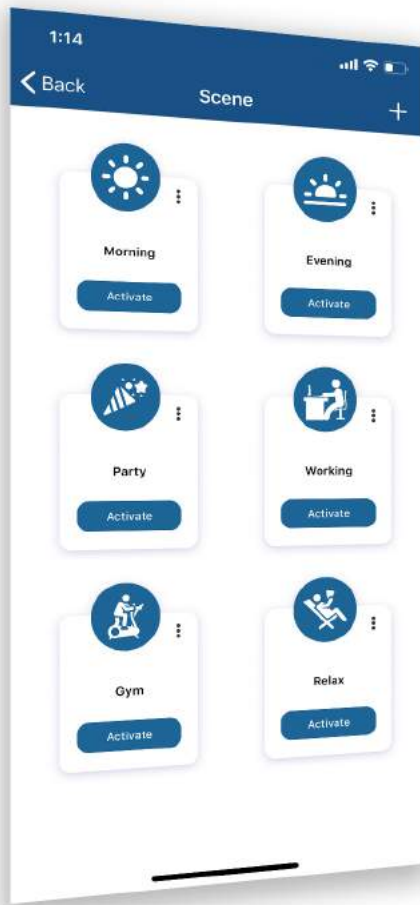 1:14
Back
Scene
+
Morning
Evening
Activate
Activate
Party
Working
Activate
Activate
Gym
Relax
Activate
Activate